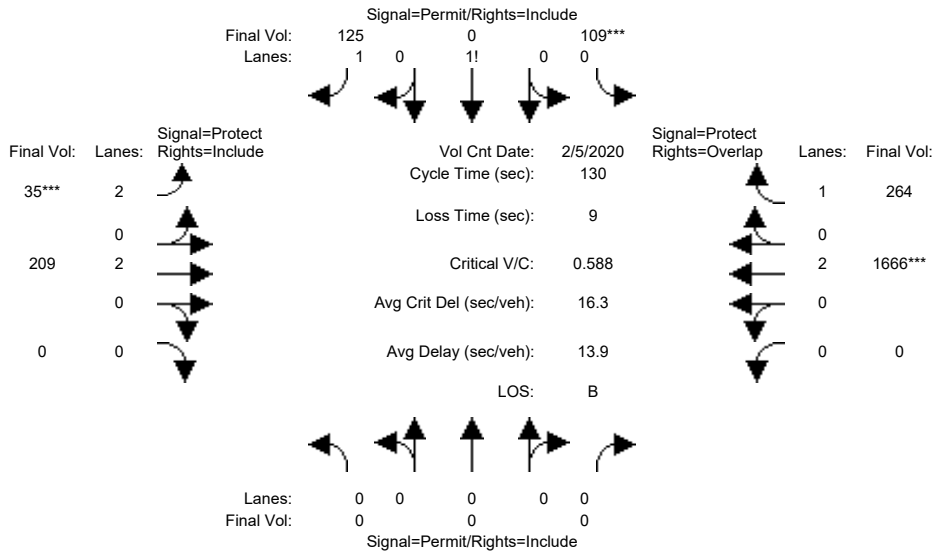 Signal=Permit/Rights=Include
Final Vol: 125 0 109***
Lanes: 1 0 1! 0 0
Signal=Protect Signal=Protect
Final Vol: Lanes: Rights=Include Vol Cnt Date: 2/5/2020 Rights=Overlap Lanes: Final Vol:
Cycle Time (sec): 130
35*** 2 1 264
Loss Time (sec): 9
0 0
209 2 Critical V/C: 0.588 2 1666***
0 Avg Crit Del (sec/veh): 16.3 0
0 0 Avg Delay (sec/veh): 13.9 0 0
LOS: B
Lanes: 0 0 0 0 0
Final Vol: 0 0 0
Signal=Permit/Rights=Include